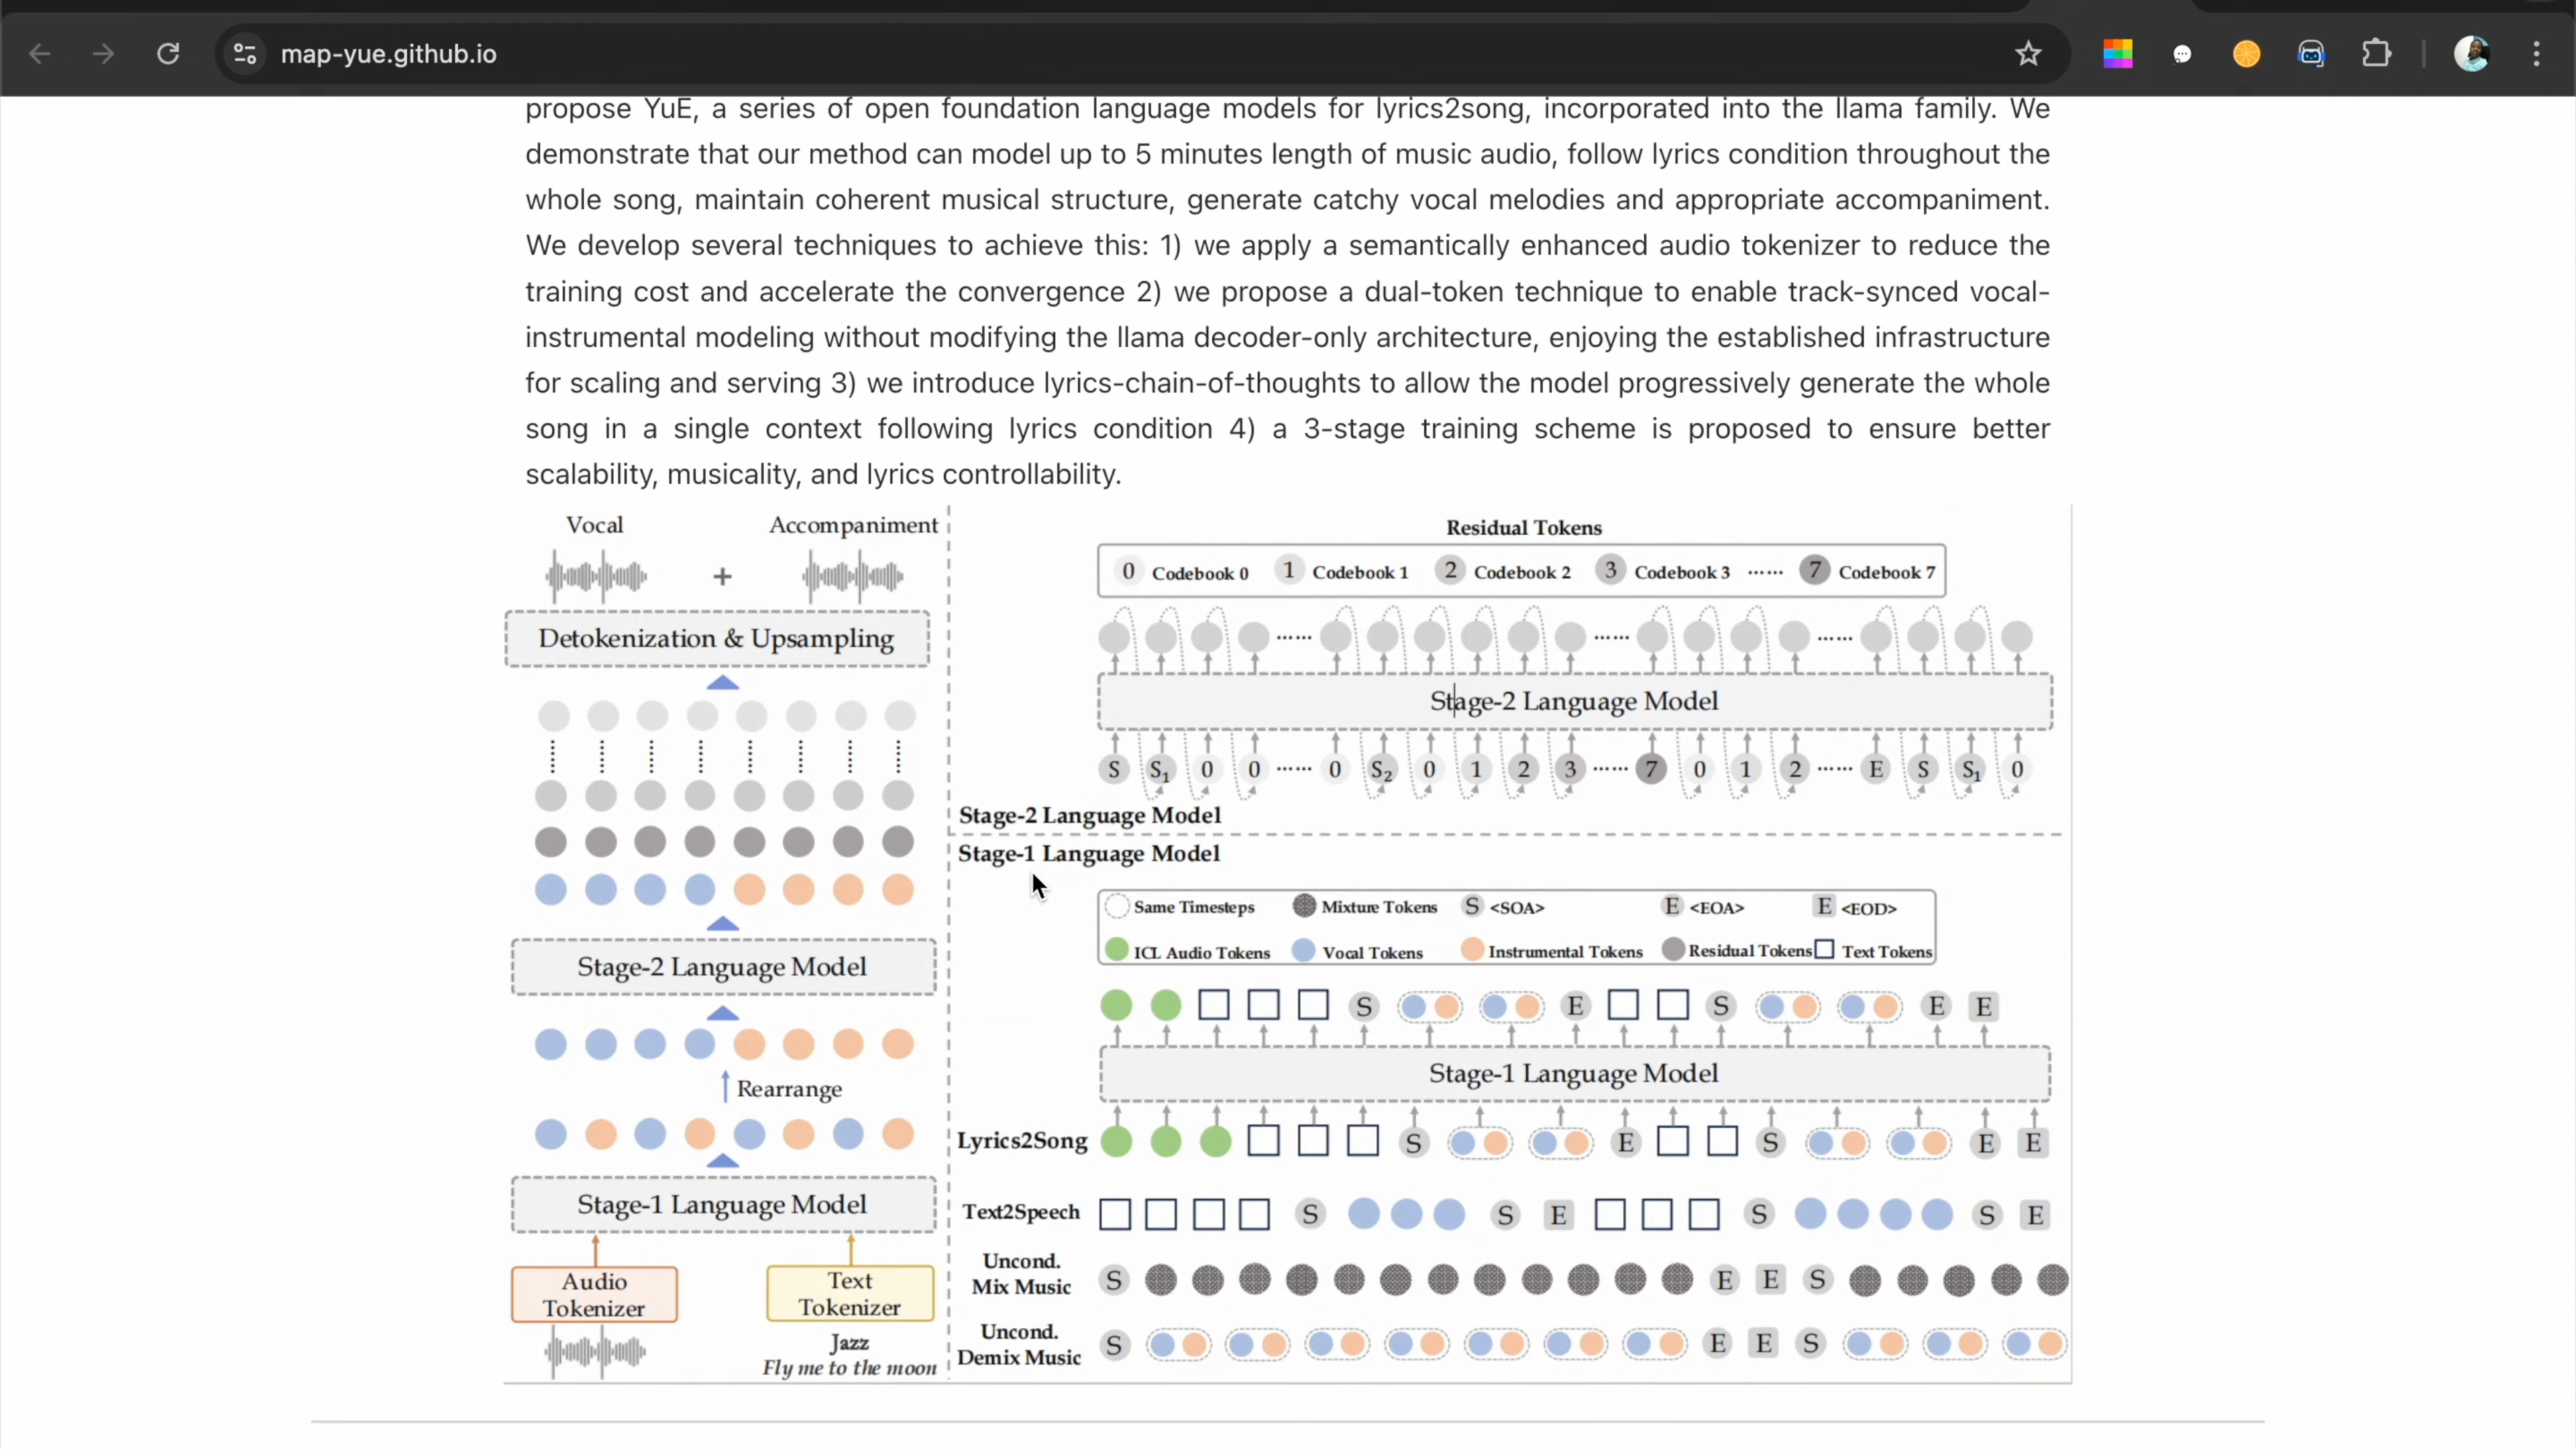 map-yue.github.io
propose YuE, a series of open foundation language models for lyrics2song, incorporated into the llama family. We
demonstrate that our method can model up to 5 minutes length of music audio, follow lyrics condition throughout the
whole song, maintain coherent musical structure, generate catchy vocal melodies and appropriate accompaniment.
We develop several techniques to achieve this: 1) we apply a semantically enhanced audio tokenizer to reduce the
training cost and accelerate the convergence 2) we propose a dual-token technique to enable track-synced vocal-
instrumental modeling without modifying the llama decoder-only architecture, enjoying the established infrastructure
for scaling and serving 3) we introduce lyrics-chain-of-thoughts to allow the model progressively generate the whole
song in a single context following lyrics condition 4) a 3-stage training scheme is proposed to ensure better
scalability, musicality, and lyrics controllability.
Vocal + Accompaniment
Detokenization & Upsampling
Stage-2 Language Model
Rearrange
Stage-1 Language Model
Audio
Tokenizer
Text
Tokenizer
Jazz
Fly me to the moon
Residual Tokens
0 Codebook 0 1 Codebook 1 2 Codebook 2 3 Codebook 3 ...... 7 Codebook 7
...... ...... ......
Stage-2 Language Model
S S1 0 0 ...... 0 S2 0 1 2 3 ...... 7 0 1 2 ...... E S S1 0
Stage-2 Language Model
Stage-1 Language Model
Same Timesteps Mixture Tokens S <SOA> E <EOA> E <EOD>
ICL Audio Tokens Vocal Tokens Instrumental Tokens Residual Tokens Text Tokens
S E S E E
Stage-1 Language Model
Lyrics2Song S E S E E
Text2Speech S S E S S E
Uncond.
Mix Music S E E S
Uncond.
Demix Music S E E S